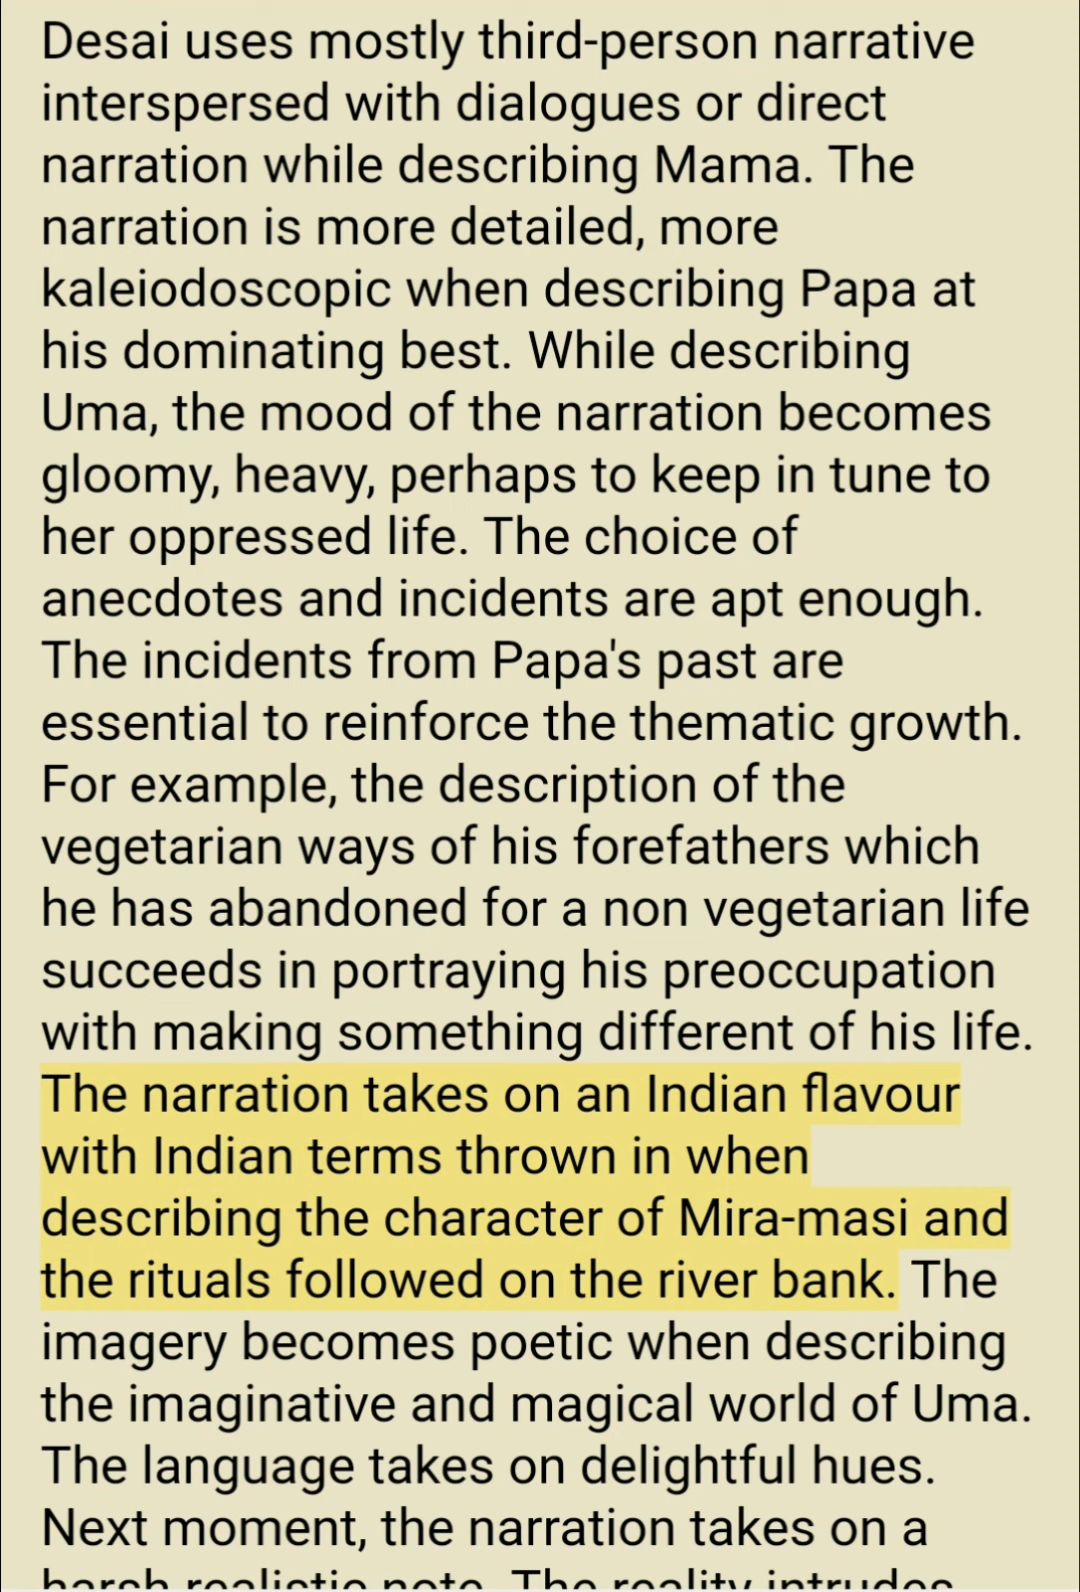 Desai uses mostly third-person narrative
interspersed with dialogues or direct
narration while describing Mama. The
narration is more detailed, more
kaleiodoscopic when describing Papa at
his dominating best. While describing
Uma, the mood of the narration becomes
gloomy, heavy, perhaps to keep in tune to
her oppressed life. The choice of
anecdotes and incidents are apt enough.
The incidents from Papa's past are
essential to reinforce the thematic growth.
For example, the description of the
vegetarian ways of his forefathers which
he has abandoned for a non vegetarian life
succeeds in portraying his preoccupation
with making something different of his life.
The narration takes on an Indian flavour
with Indian terms thrown in when
describing the character of Mira-masi and
the rituals followed on the river bank. The
imagery becomes poetic when describing
the imaginative and magical world of Uma.
The language takes on delightful hues.
Next moment, the narration takes on a
harsh realistic note. The reality intrudes